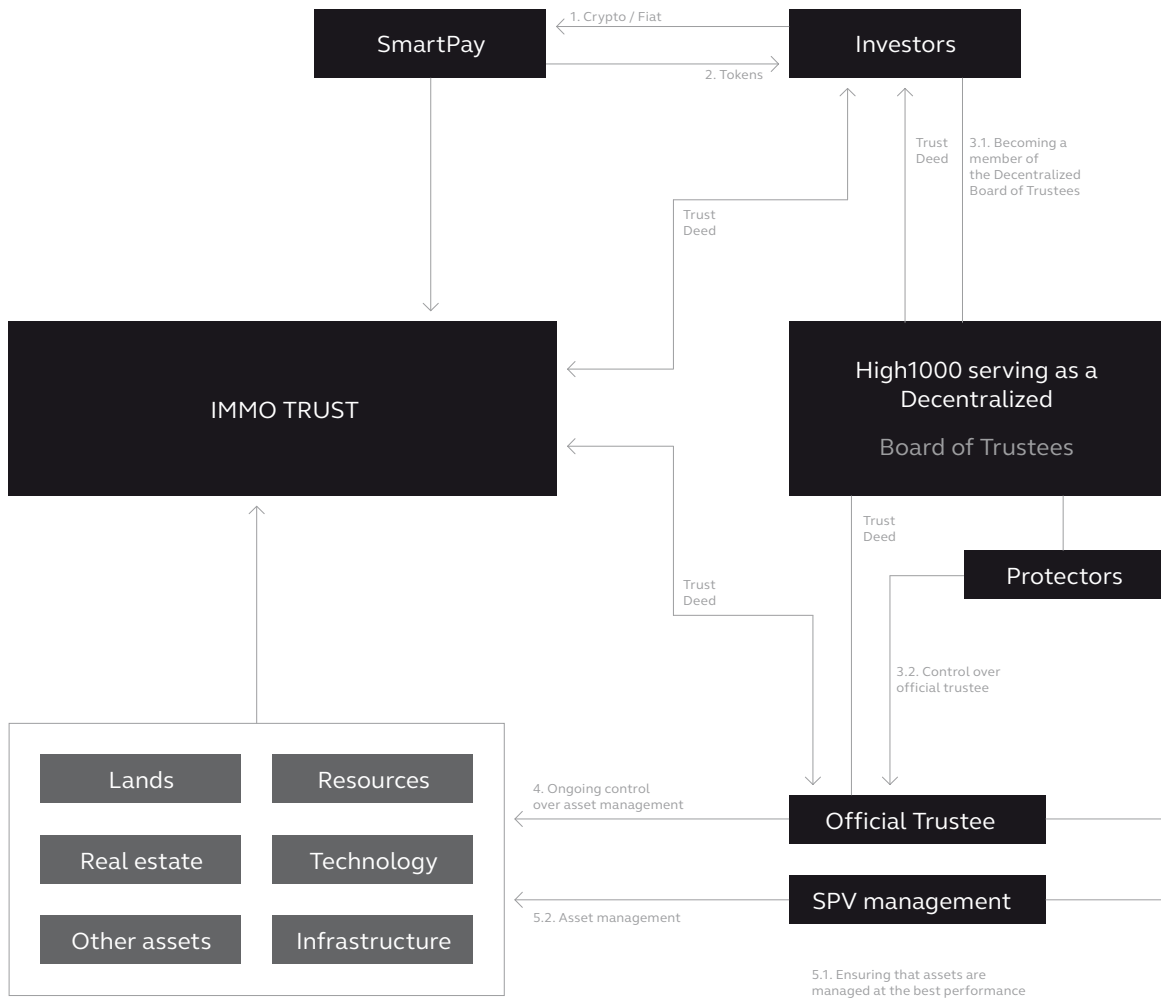 SmartPay
1. Crypto / Fiat
Investors
2. Tokens
Trust
Deed
3.1. Becoming a
member of
the Decentralized
Board of Trustees
Trust
Deed
IMMO TRUST
High1000 serving as a
Decentralized
Board of Trustees
Trust
Deed
Protectors
Trust
Deed
3.2. Control over
official trustee
Lands
Resources
Real estate
Technology
Other assets
Infrastructure
4. Ongoing control
over asset management
Official Trustee
SPV management
5.2. Asset management
5.1. Ensuring that assets are
managed at the best performance